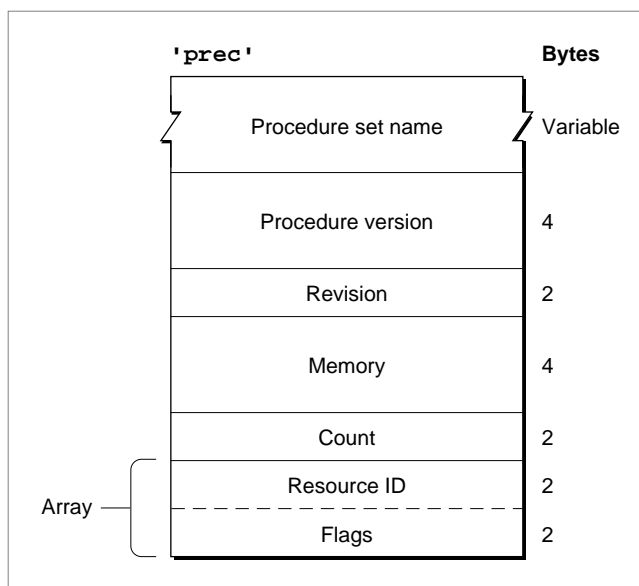 'prec' Bytes
Procedure set name Variable
Procedure version 4
Revision 2
Memory 4
Count 2
Resource ID 2
Array
Flags 2